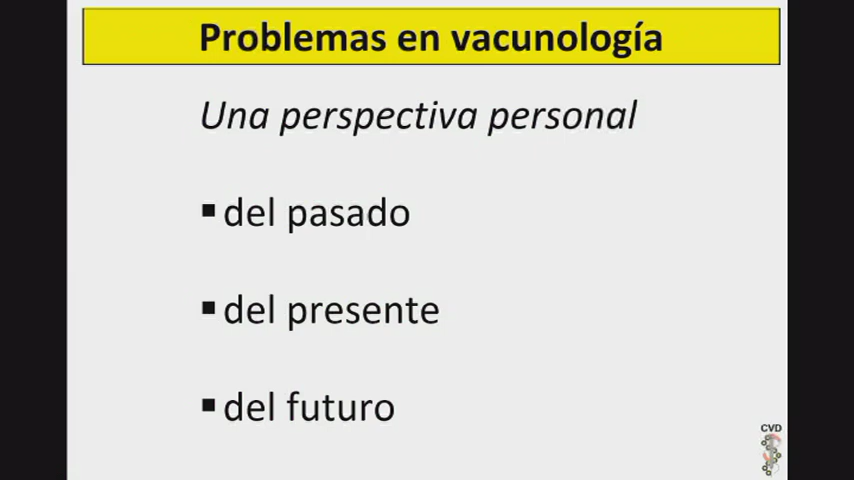 Problemas en vacunología
Una perspectiva personal
▪ del pasado
▪ del presente
▪ del futuro
CVD